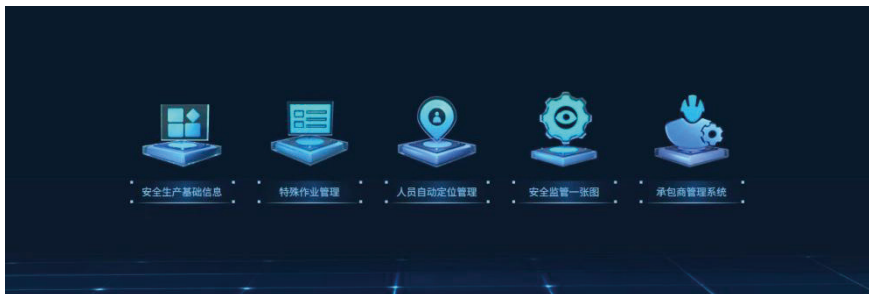 安全生产基础信息
特殊作业管理
人员自动定位管理
安全监管一张图
承包商管理系统